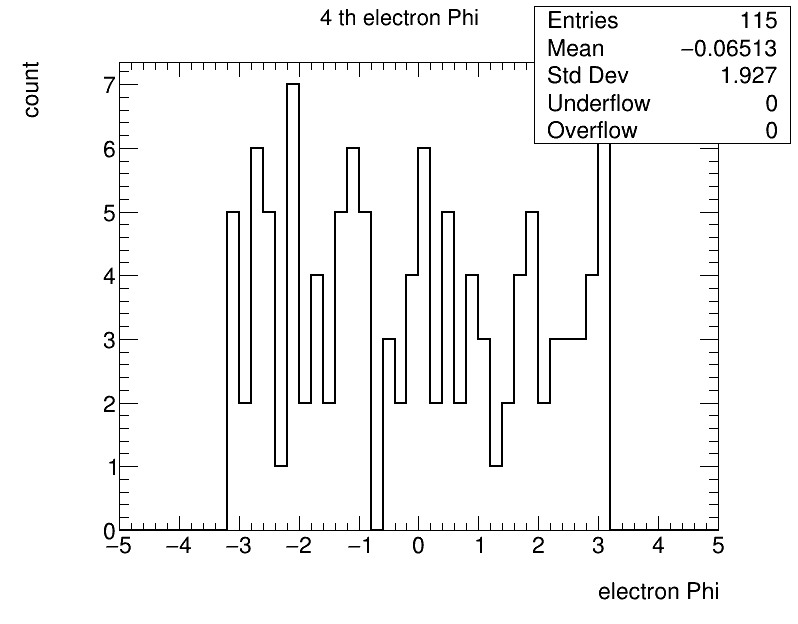 4 th electron Phi
Entries 115
Mean −0.06513
Std Dev 1.927
Underflow 0
Overflow 0
count
7
6
5
4
3
2
1
0
−5 −4 −3 −2 −1 0 1 2 3 4 5
electron Phi